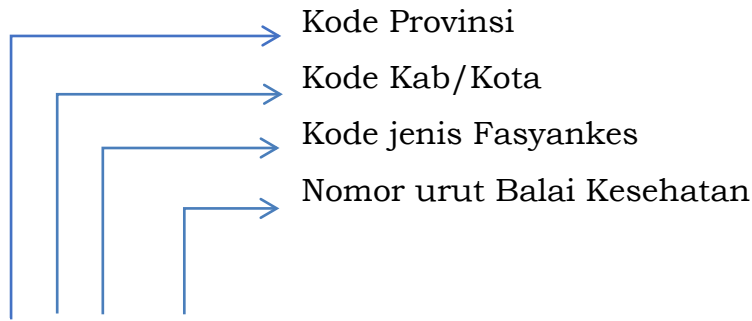 Kode Provinsi
Kode Kab/Kota
Kode jenis Fasyankes
Nomor urut Balai Kesehatan